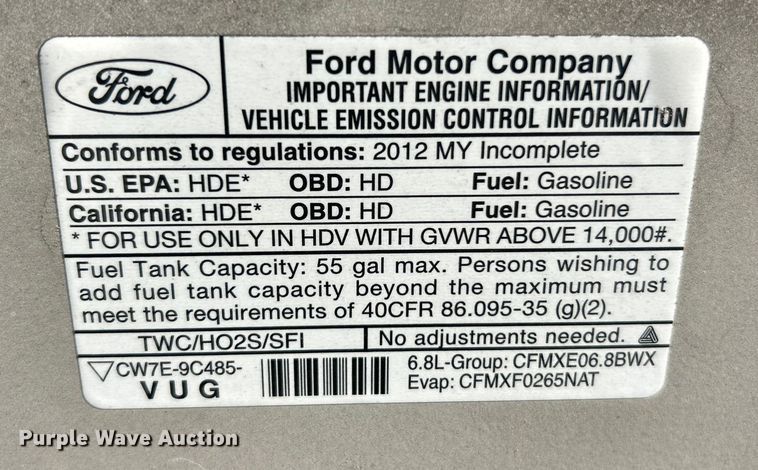 Ford
Ford Motor Company
IMPORTANT ENGINE INFORMATION/
VEHICLE EMISSION CONTROL INFORMATION
Conforms to regulations: 2012 MY Incomplete
U.S. EPA: HDE* OBD: HD Fuel: Gasoline
California: HDE* OBD: HD Fuel: Gasoline
* FOR USE ONLY IN HDV WITH GVWR ABOVE 14,000#.
Fuel Tank Capacity: 55 gal max. Persons wishing to
add fuel tank capacity beyond the maximum must
meet the requirements of 40CFR 86.095-35 (g)(2).
TWC/HO2S/SFI No adjustments needed.
CW7E-9C485- 6.8L-Group: CFMXE06.8BWX
VUG Evap: CFMXF0265NAT
Purple Wave Auction